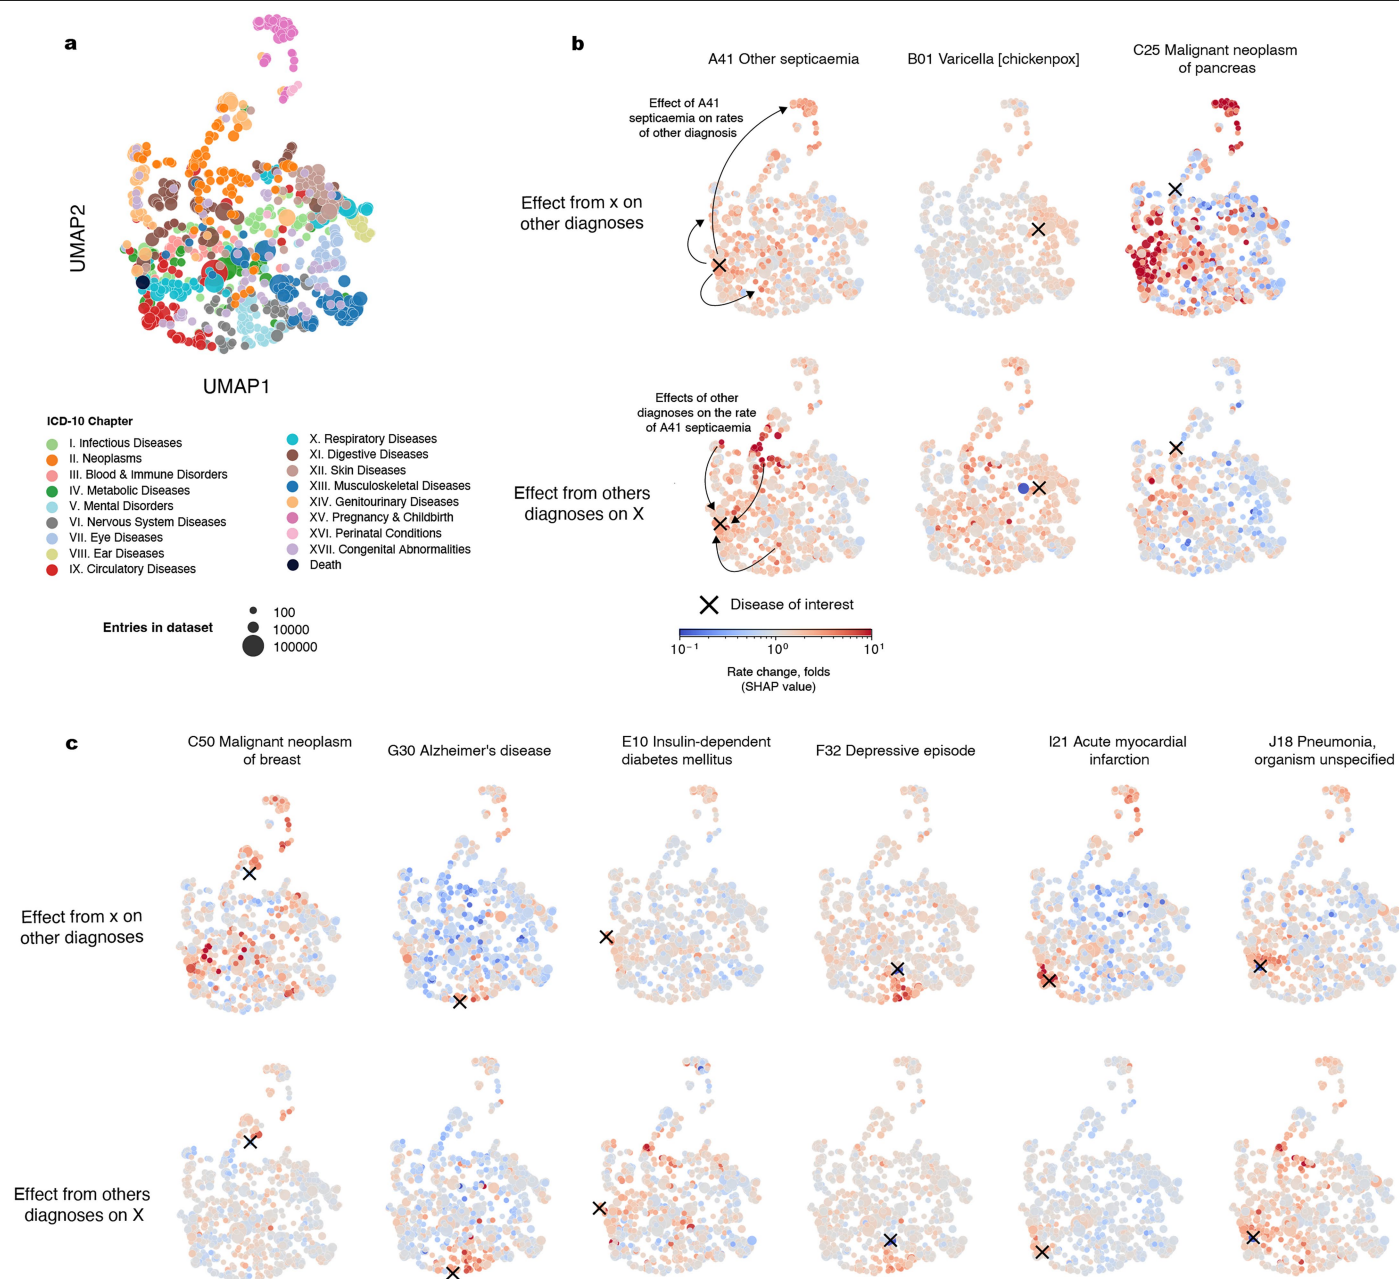 a
UMAP2
UMAP1
ICD-10 Chapter
I. Infectious Diseases
II. Neoplasms
III. Blood & Immune Disorders
IV. Metabolic Diseases
V. Mental Disorders
VI. Nervous System Diseases
VII. Eye Diseases
VIII. Ear Diseases
IX. Circulatory Diseases
X. Respiratory Diseases
XI. Digestive Diseases
XII. Skin Diseases
XIII. Musculoskeletal Diseases
XIV. Genitourinary Diseases
XV. Pregnancy & Childbirth
XVI. Perinatal Conditions
XVII. Congenital Abnormalities
Death
Entries in dataset
100
10000
100000
b
A41 Other septicaemia
B01 Varicella [chickenpox]
C25 Malignant neoplasm
of pancreas
Effect of A41
septicaemia on rates
of other diagnosis
Effect from x on
other diagnoses
Effects of other
diagnoses on the rate
of A41 septicaemia
Effect from others
diagnoses on X
Disease of interest
10⁻¹ 10⁰ 10¹
Rate change, folds
(SHAP value)
c
C50 Malignant neoplasm
of breast
G30 Alzheimer's disease
E10 Insulin-dependent
diabetes mellitus
F32 Depressive episode
I21 Acute myocardial
infarction
J18 Pneumonia,
organism unspecified
Effect from x on
other diagnoses
Effect from others
diagnoses on X